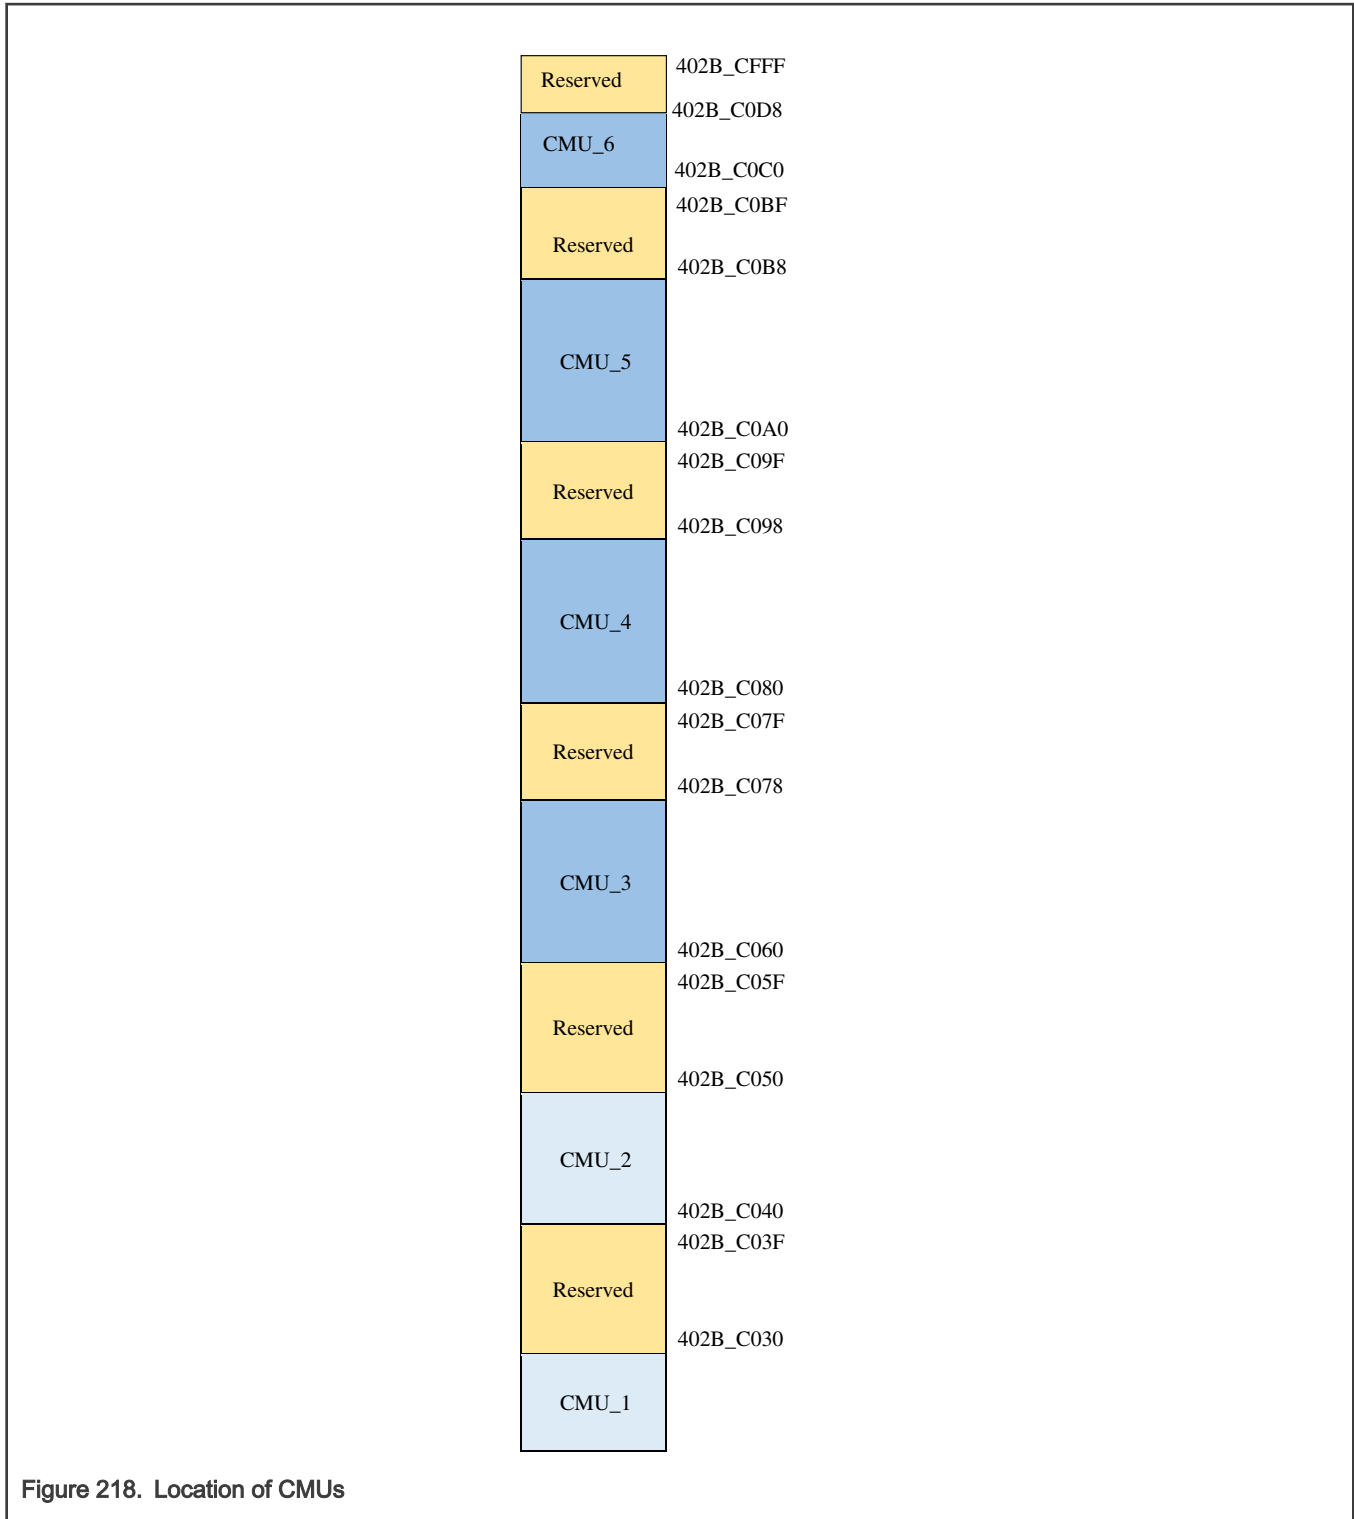 402B_CFFF
Reserved
402B_C0D8
CMU_6
402B_C0C0
402B_C0BF
Reserved
402B_C0B8
CMU_5
402B_C0A0
402B_C09F
Reserved
402B_C098
CMU_4
402B_C080
402B_C07F
Reserved
402B_C078
CMU_3
402B_C060
402B_C05F
Reserved
402B_C050
CMU_2
402B_C040
402B_C03F
Reserved
402B_C030
CMU_1
Figure 218. Location of CMUs